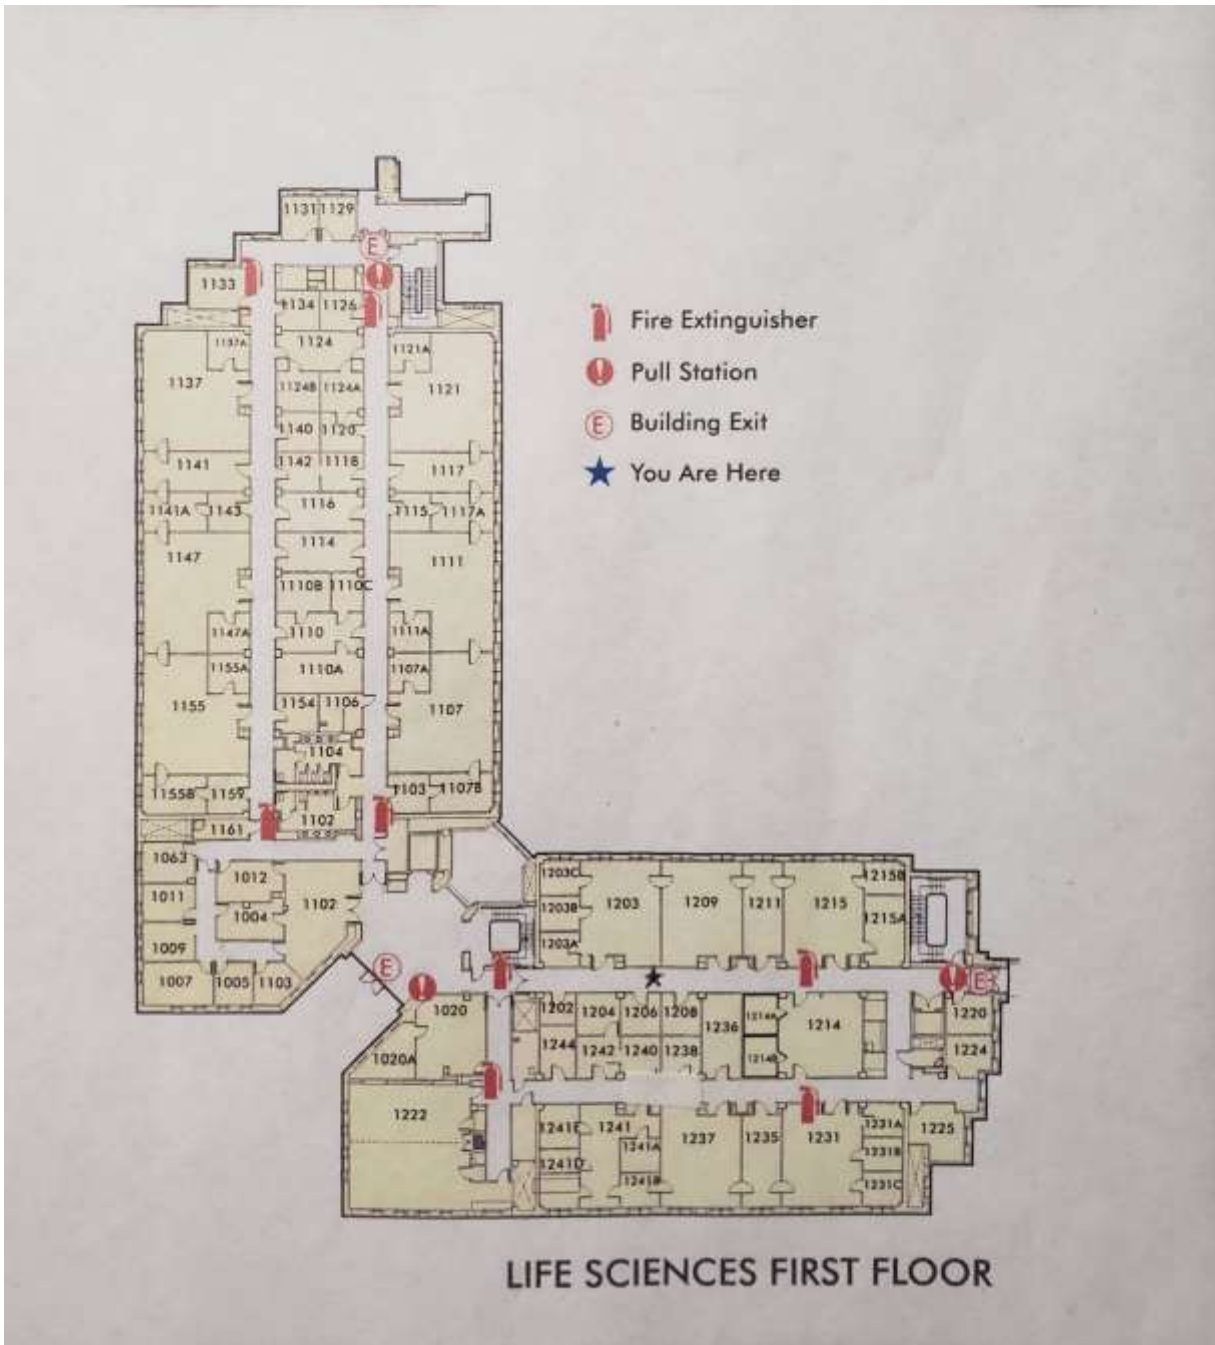 1131 1129
E
1133
1134 1126
Fire Extinguisher
1137A 1124 1121A
Pull Station
1137 1124B 1124A 1121
E Building Exit
1140 1120
1141 1142 1118 1117
You Are Here
1141A 1143 1116 1115 1117A
1114
1147 1111
1110B 1110C
1147A 1110 1111A
1155A 1110A 1107A
1155 1154 1106 1107
1104
1155B 1159 1103 1107B
1161 1102
1063
1012 1203C
1011 1102 1203 1209 1211 1215 1215B
1004 1203B 1215A
1009 1203A
E
1007 1005 1103 E
1020 1202 1204 1206 1208 1236 1214A 1214 1220
1020A 1244 1242 1240 1238 1214B 1224
1222 1241E 1241 1237 1235 1231 1231A 1225
1241A
1241D 1231B
1241B 1231C
LIFE SCIENCES FIRST FLOOR